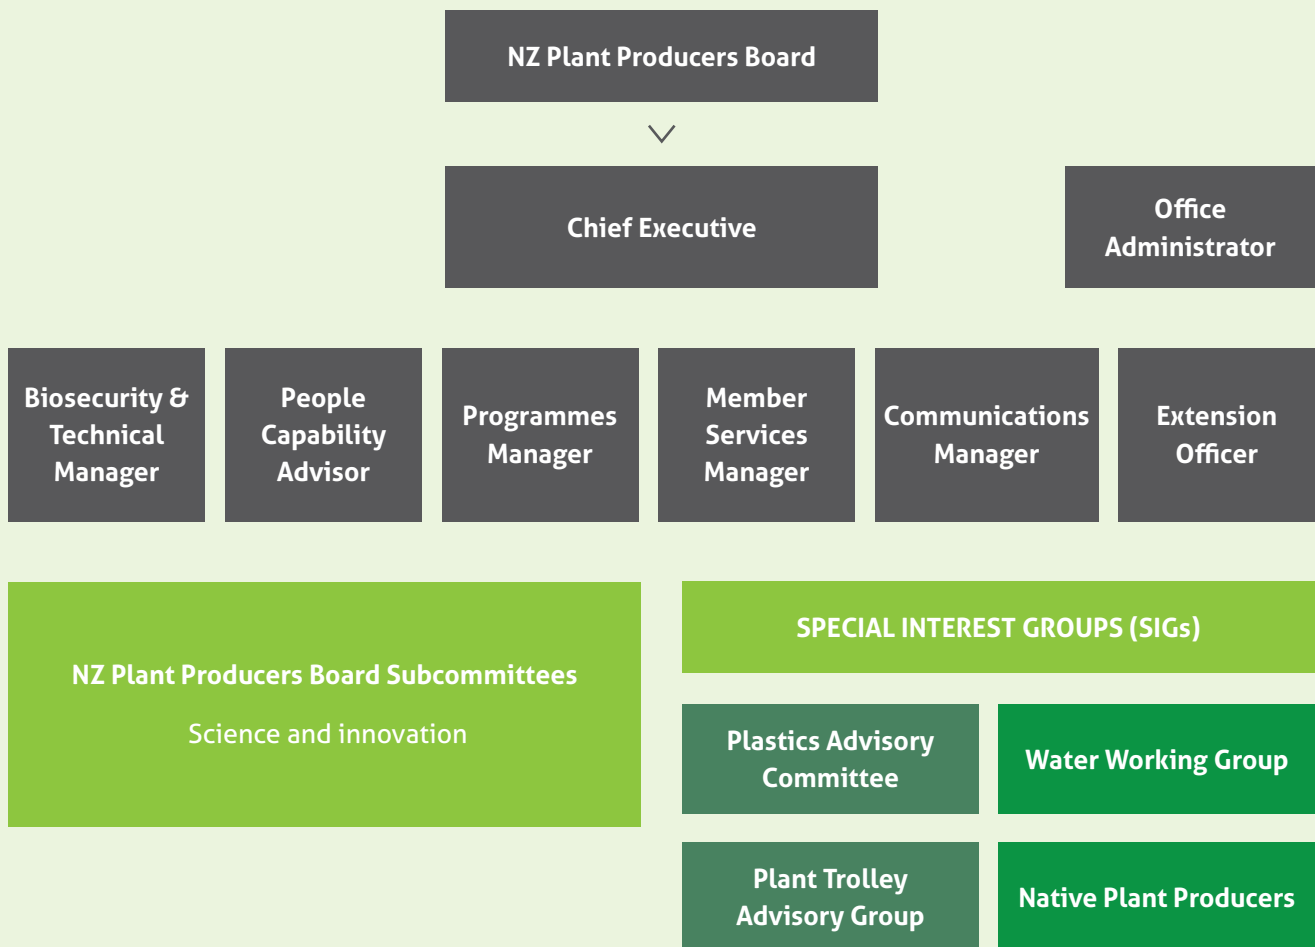 NZ Plant Producers Board
Chief Executive
Office
Administrator
Biosecurity &
Technical
Manager
People
Capability
Advisor
Programmes
Manager
Member
Services
Manager
Communications
Manager
Extension
Officer
NZ Plant Producers Board Subcommittees
Science and innovation
SPECIAL INTEREST GROUPS (SIGs)
Plastics Advisory
Committee
Water Working Group
Plant Trolley
Advisory Group
Native Plant Producers